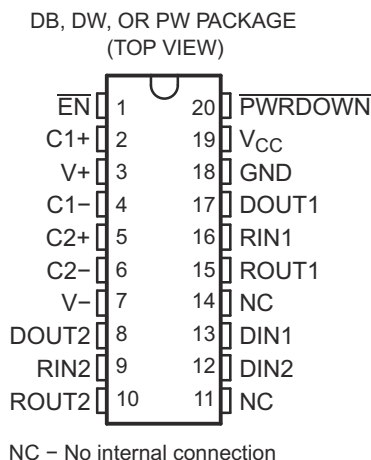 DB, DW, OR PW PACKAGE
(TOP VIEW)
EN 1 20 PWRDOWN
C1+ 2 19 VCC
V+ 3 18 GND
C1− 4 17 DOUT1
C2+ 5 16 RIN1
C2− 6 15 ROUT1
V− 7 14 NC
DOUT2 8 13 DIN1
RIN2 9 12 DIN2
ROUT2 10 11 NC
NC − No internal connection